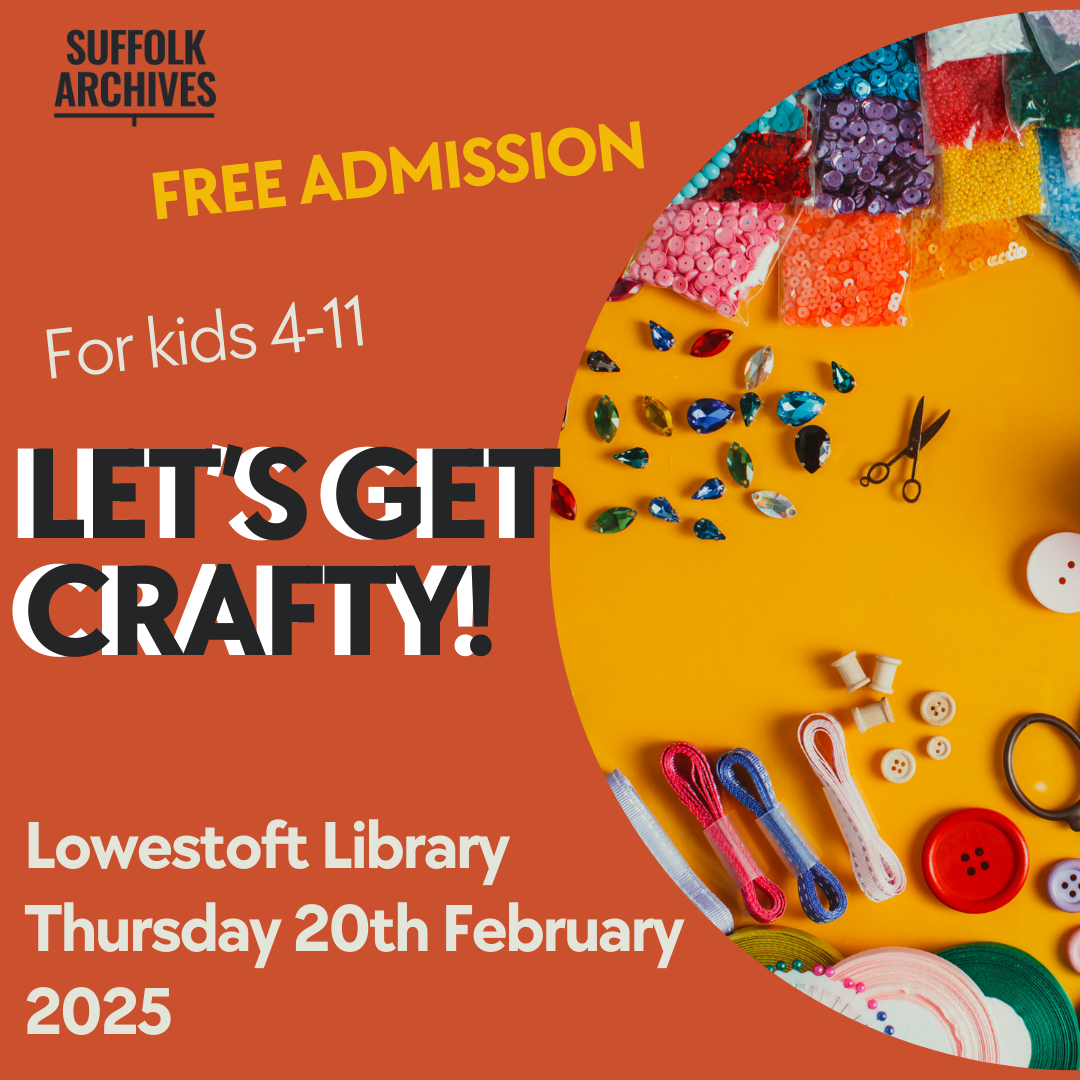 SUFFOLK
ARCHIVES
FREE ADMISSION
For kids 4-11
LET'S GET
CRAFTY!
Lowestoft Library
Thursday 20th February
2025